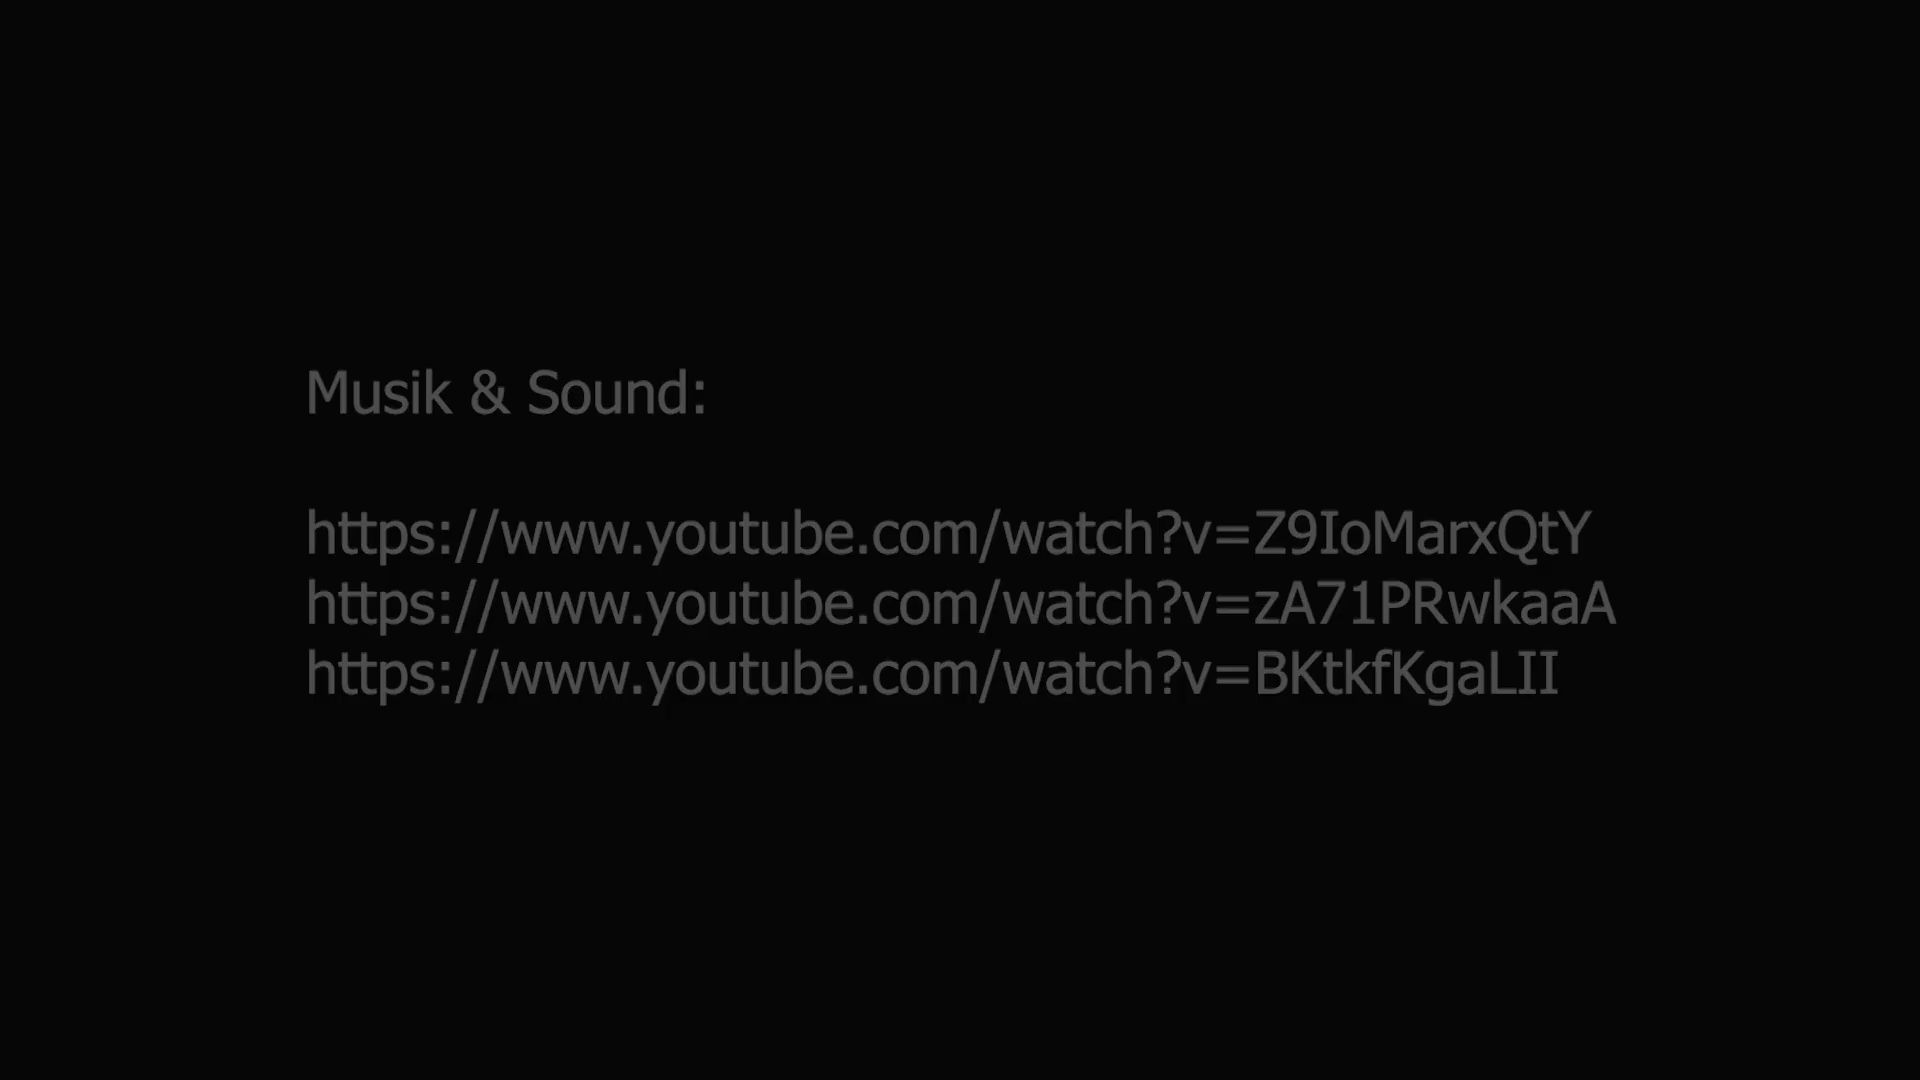 Musik & Sound:
https://www.youtube.com/watch?v=Z9IoMarxQtY
https://www.youtube.com/watch?v=zA71PRwkaaA
https://www.youtube.com/watch?v=BKtkfKgaLII